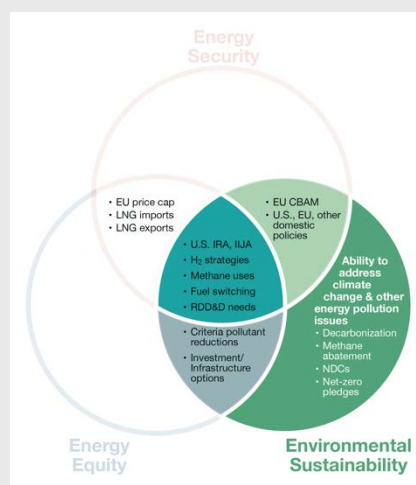 Energy
Security
• EU price cap
• LNG imports
• LNG exports
• EU CBAM
• U.S., EU, other
domestic
policies
• U.S. IRA, IIJA
• H₂ strategies
• Methane uses
• Fuel switching
• RDD&D needs
Ability to
address
climate
change & other
energy pollution
issues
• Decarbonization
• Methane
abatement
• NDCs
• Net-zero
pledges
• Criteria pollutant
reductions
• Investment/
Infrastructure
options
Energy
Equity
Environmental
Sustainability